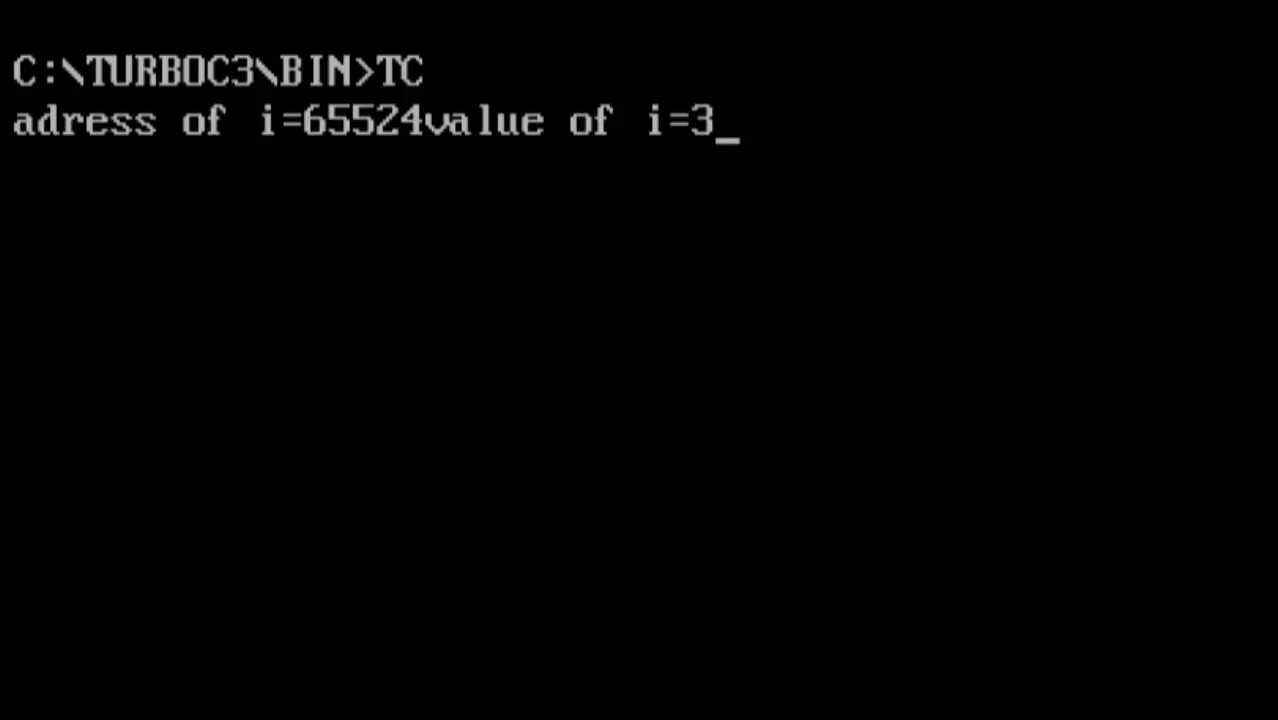 C:\TURBOC3\BIN>TC
adress of i=65524value of i=3_